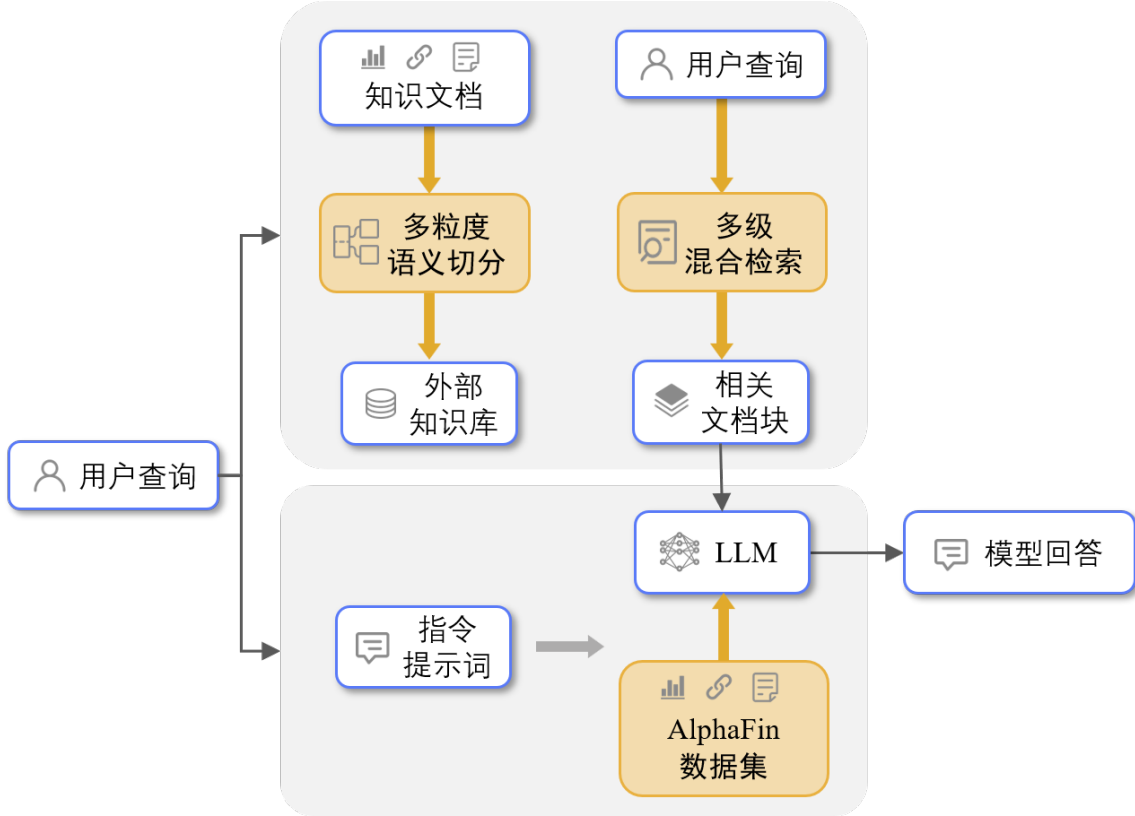 知识文档
用户查询
多粒度
语义切分
多级
混合检索
外部
知识库
相关
文档块
用户查询
LLM
模型回答
指令
提示词
AlphaFin
数据集